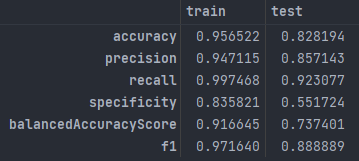 train test
accuracy 0.956522 0.828194
precision 0.947115 0.857143
recall 0.997468 0.923077
specificity 0.835821 0.551724
balancedAccuracyScore 0.916645 0.737401
f1 0.971640 0.888889